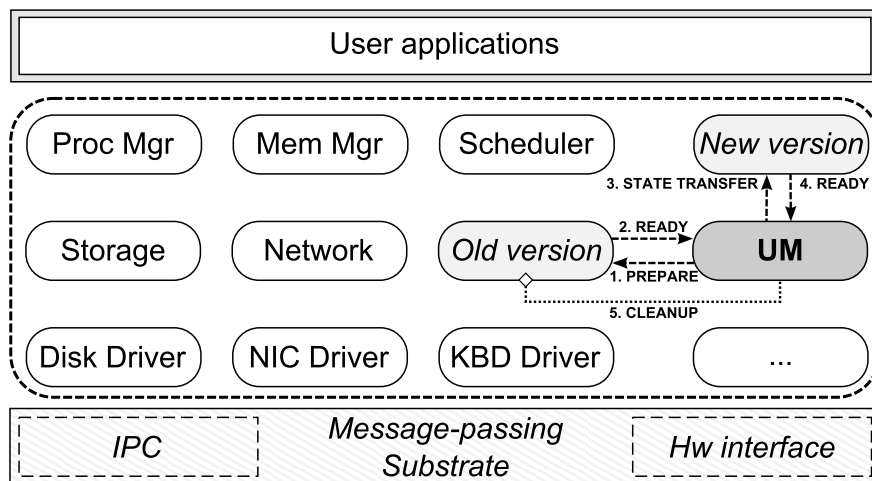 User applications
Proc Mgr
Mem Mgr
Scheduler
New version
3. STATE TRANSFER
4. READY
Storage
Network
Old version
2. READY
UM
1. PREPARE
5. CLEANUP
Disk Driver
NIC Driver
KBD Driver
...
IPC
Message-passing
Substrate
Hw interface